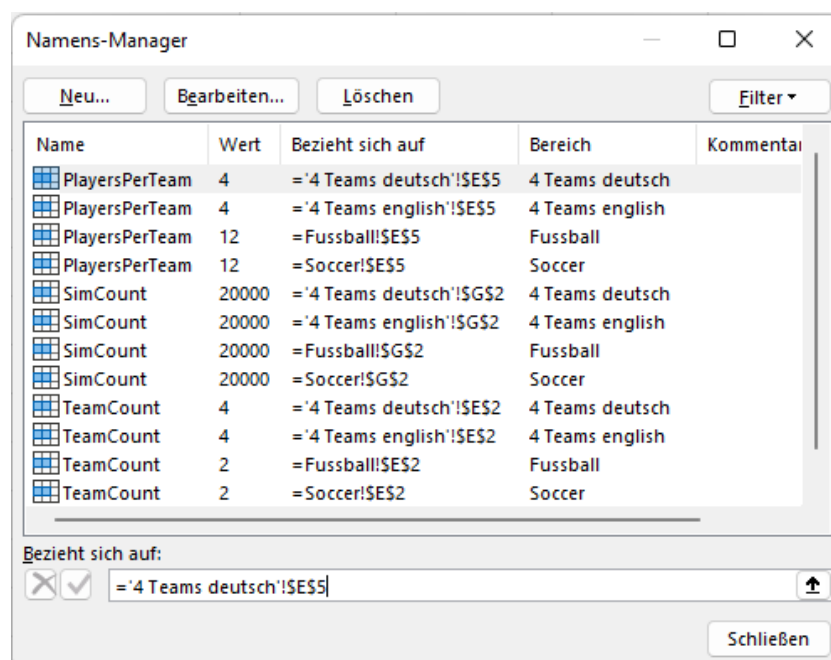 Namens-Manager
Neu... Bearbeiten... Löschen Filter
Name Wert Bezieht sich auf Bereich Kommentar
PlayersPerTeam 4 ='4 Teams deutsch'!$E$5 4 Teams deutsch
PlayersPerTeam 4 ='4 Teams english'!$E$5 4 Teams english
PlayersPerTeam 12 =Fussball!$E$5 Fussball
PlayersPerTeam 12 =Soccer!$E$5 Soccer
SimCount 20000 ='4 Teams deutsch'!$G$2 4 Teams deutsch
SimCount 20000 ='4 Teams english'!$G$2 4 Teams english
SimCount 20000 =Fussball!$G$2 Fussball
SimCount 20000 =Soccer!$G$2 Soccer
TeamCount 4 ='4 Teams deutsch'!$E$2 4 Teams deutsch
TeamCount 4 ='4 Teams english'!$E$2 4 Teams english
TeamCount 2 =Fussball!$E$2 Fussball
TeamCount 2 =Soccer!$E$2 Soccer
Bezieht sich auf:
='4 Teams deutsch'!$E$5
Schließen